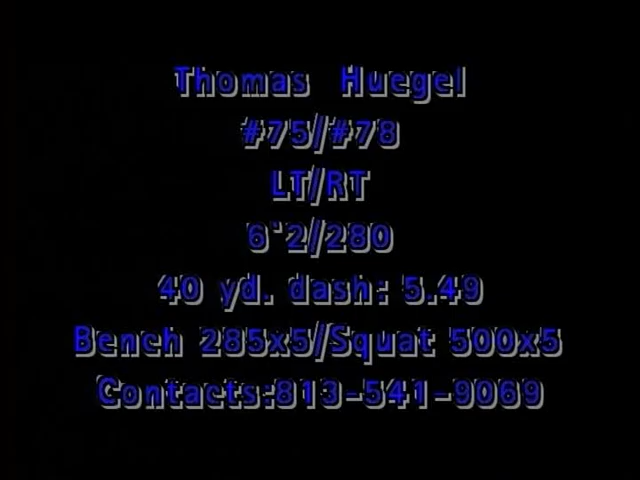 Thomas Huegel
#75/#78
LT/RT
6'2/280
40 yd. dash: 5.49
Bench 285x5/Squat 500x5
Contacts:813-541-9069